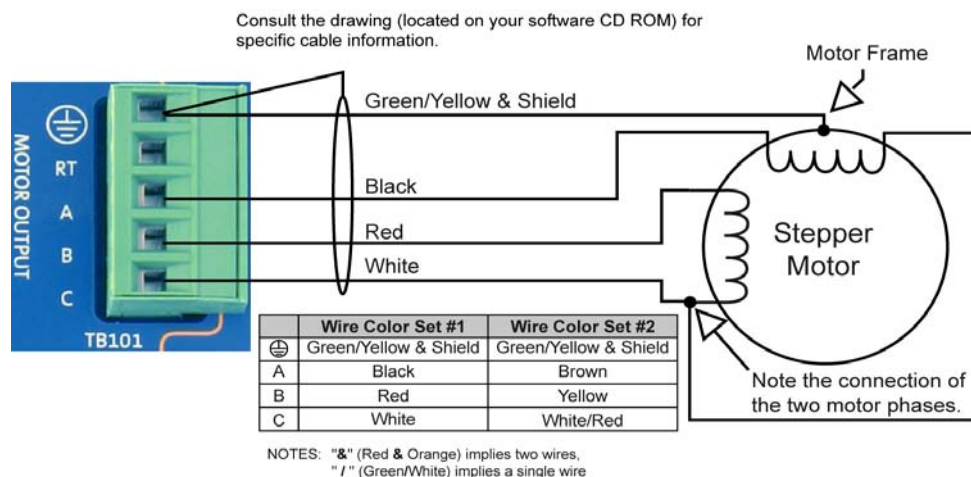 Consult the drawing (located on your software CD ROM) for
specific cable information.
Motor Frame
Green/Yellow & Shield
MOTOR OUTPUT
RT
A
B
C
TB101
Black
Red
White
Stepper
Motor
Wire Color Set #1 Wire Color Set #2
Green/Yellow & Shield Green/Yellow & Shield
A Black Brown
B Red Yellow
C White White/Red
Note the connection of
the two motor phases.
NOTES: "&" (Red & Orange) implies two wires,
" / " (Green/White) implies a single wire